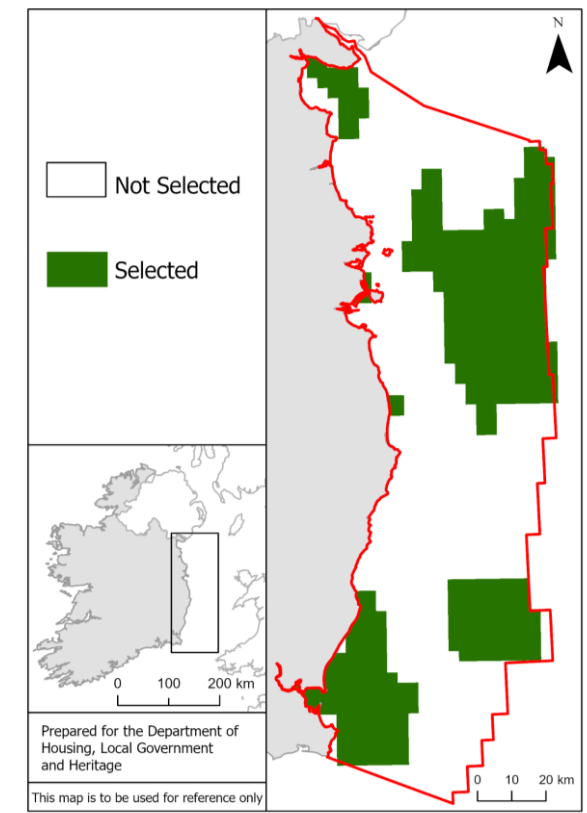 Not Selected
Selected
0 100 200 km
Prepared for the Department of
Housing, Local Government
and Heritage
This map is to be used for reference only
N
0 10 20 km